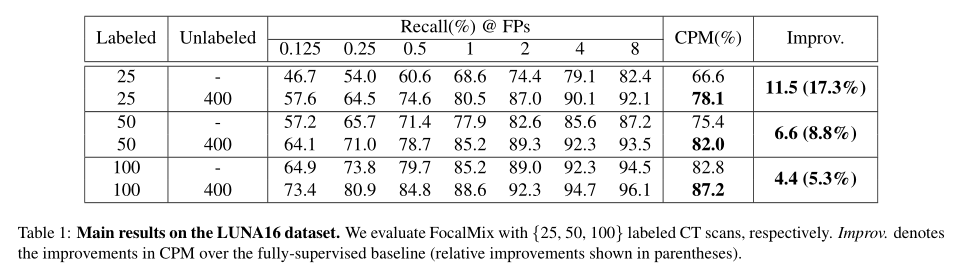 Labeled Unlabeled Recall(%) @ FPs CPM(%) Improv.
0.125 0.25 0.5 1 2 4 8
25 - 46.7 54.0 60.6 68.6 74.4 79.1 82.4 66.6 11.5 (17.3%)
25 400 57.6 64.5 74.6 80.5 87.0 90.1 92.1 78.1
50 - 57.2 65.7 71.4 77.9 82.6 85.6 87.2 75.4 6.6 (8.8%)
50 400 64.1 71.0 78.7 85.2 89.3 92.3 93.5 82.0
100 - 64.9 73.8 79.7 85.2 89.0 92.3 94.5 82.8 4.4 (5.3%)
100 400 73.4 80.9 84.8 88.6 92.3 94.7 96.1 87.2
Table 1: Main results on the LUNA16 dataset. We evaluate FocalMix with {25, 50, 100} labeled CT scans, respectively. Improv. denotes
the improvements in CPM over the fully-supervised baseline (relative improvements shown in parentheses).